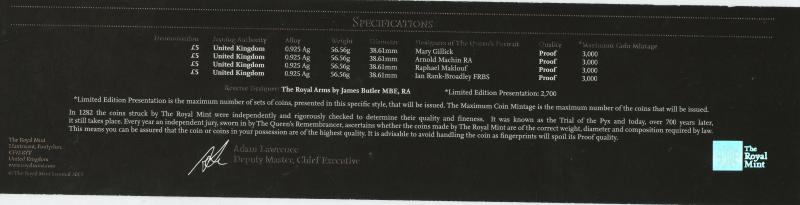 SPECIFICATIONS
Denomination Issuing Authority Alloy Weight Diameter Designers of The Queen's Portrait Quality *Maximum Coin Mintage
£5 United Kingdom 0.925 Ag 56.56g 38.61mm Mary Gillick Proof 3,000
£5 United Kingdom 0.925 Ag 56.56g 38.61mm Arnold Machin RA Proof 3,000
£5 United Kingdom 0.925 Ag 56.56g 38.61mm Raphael Maklouf Proof 3,000
£5 United Kingdom 0.925 Ag 56.56g 38.61mm Ian Rank-Broadley FRBS Proof 3,000
Reverse Designer: The Royal Arms by James Butler MBE, RA *Limited Edition Presentation: 2,700
*Limited Edition Presentation is the maximum number of sets of coins, presented in this specific style, that will be issued. The Maximum Coin Mintage is the maximum number of the coins that will be issued.
In 1282 the coins struck by The Royal Mint were independently and rigorously checked to determine their quality and fineness. It was known as the Trial of the Pyx and today, over 700 years later,
it still takes place. Every year an independent jury, sworn in by The Queen's Remembrancer, ascertains whether the coins made by The Royal Mint are of the correct weight, diameter and composition required by law.
This means you can be assured that the coin or coins in your possession are of the highest quality. It is advisable to avoid handling the coin as fingerprints will spoil its Proof quality.
The Royal Mint
Llantrisant, Pontyclun
CF72 8YT
United Kingdom
www.royalmint.com
© The Royal Mint Limited
Adam Lawrence
Deputy Master, Chief Executive
The
Royal
Mint